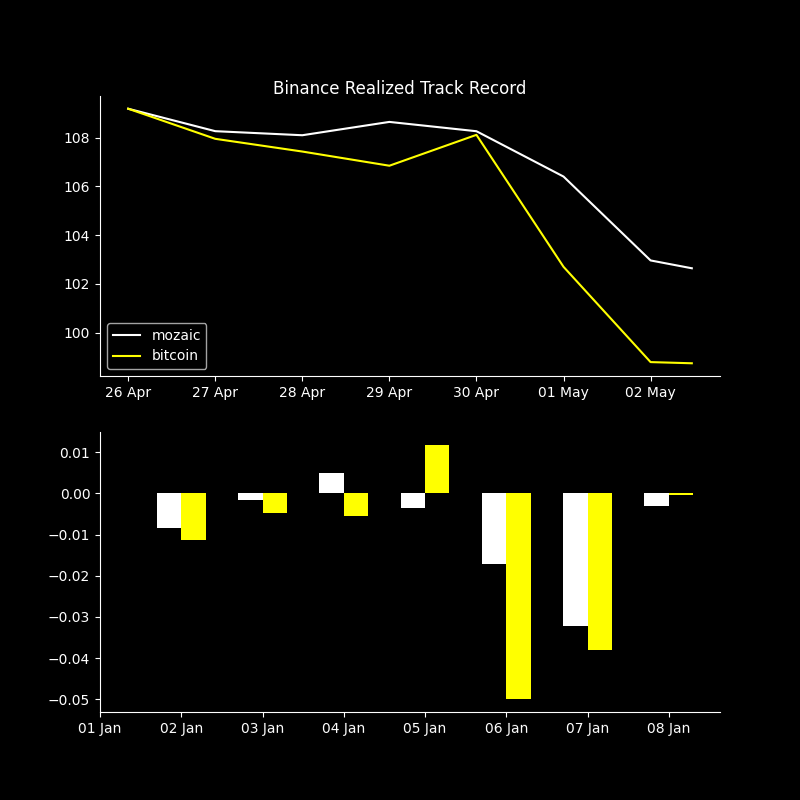 Binance Realized Track Record
108
106
104
102
100
mozaic
bitcoin
26 Apr 27 Apr 28 Apr 29 Apr 30 Apr 01 May 02 May
0.01
0.00
−0.01
−0.02
−0.03
−0.04
−0.05
01 Jan 02 Jan 03 Jan 04 Jan 05 Jan 06 Jan 07 Jan 08 Jan